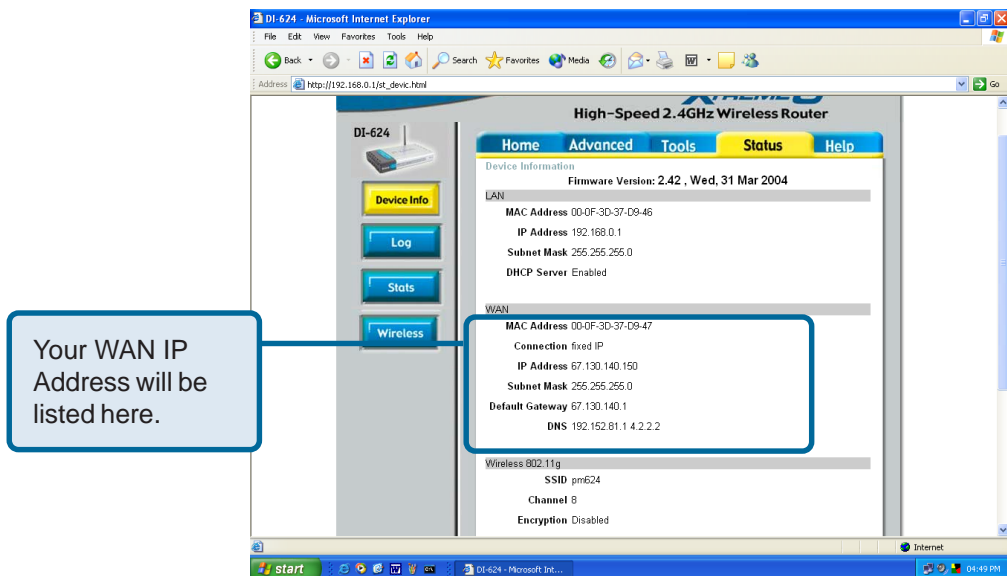 DI-624 - Microsoft Internet Explorer
File Edit View Favorites Tools Help
Back Search Favorites Media
Address http://192.168.0.1/st_devic.html Go
High-Speed 2.4GHz Wireless Router
DI-624
Home Advanced Tools Status Help
Device Information
Firmware Version: 2.42 , Wed, 31 Mar 2004
Device Info
Log
Stats
Wireless
LAN
MAC Address 00-0F-3D-37-D9-46
IP Address 192.168.0.1
Subnet Mask 255.255.255.0
DHCP Server Enabled
WAN
MAC Address 00-0F-3D-37-D9-47
Connection fixed IP
IP Address 67.130.140.150
Subnet Mask 255.255.255.0
Default Gateway 67.130.140.1
DNS 192.152.81.1 4.2.2.2
Wireless 802.11g
SSID pm624
Channel 8
Encryption Disabled
Your WAN IP
Address will be
listed here.
Internet
start DI-624 - Microsoft Int... 04:49 PM